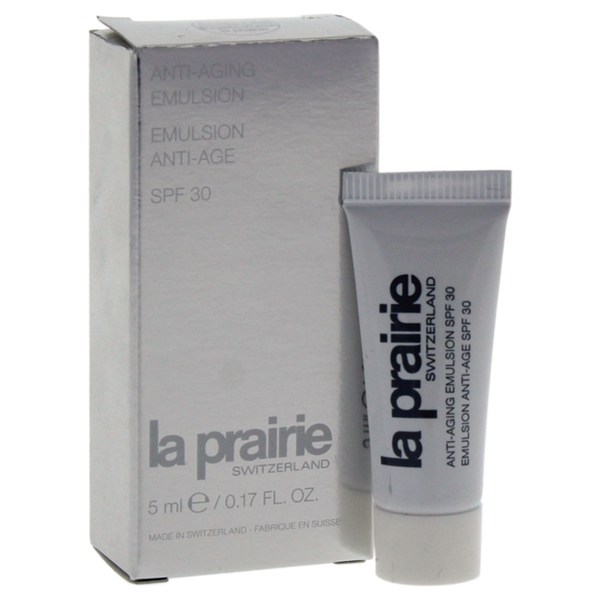 ANTI-AGING
EMULSION
EMULSION
ANTI-AGE
SPF 30
la prairie
SWITZERLAND
5 ml e / 0.17 FL. OZ.
MADE IN SWITZERLAND - FABRIQUE EN SUISSE
la prairie
SWITZERLAND
ANTI-AGING EMULSION SPF 30
EMULSION ANTI-AGE SPF 30